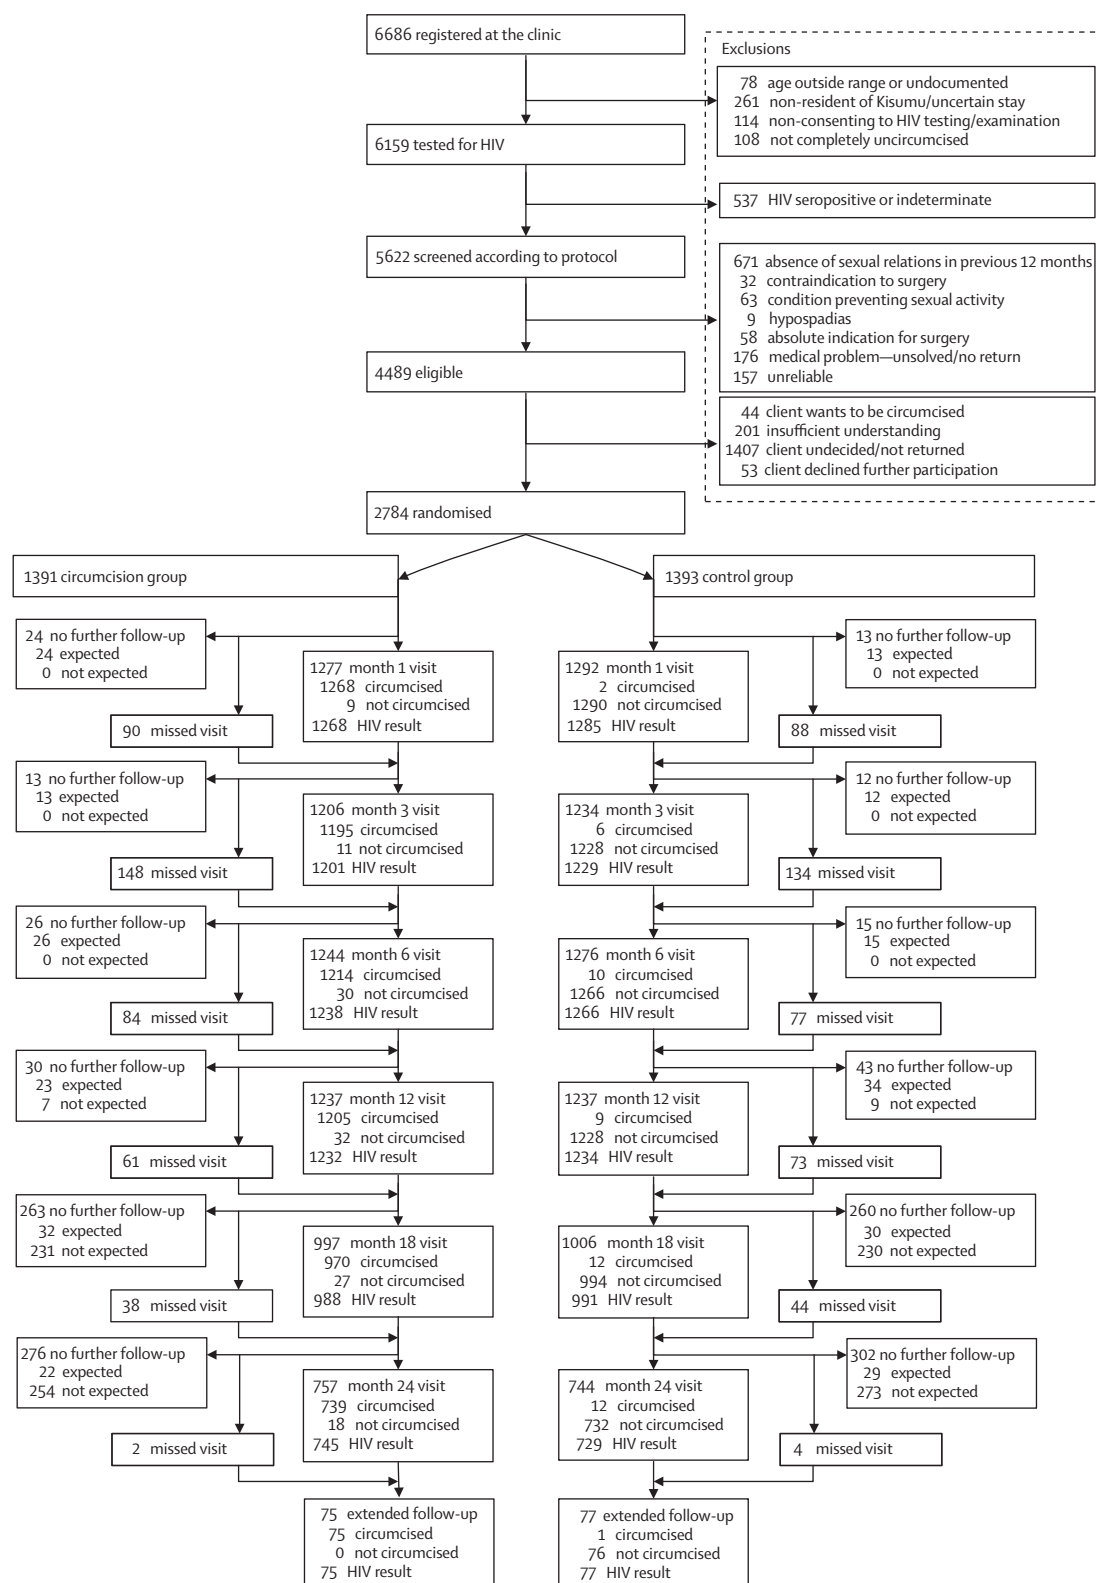 6686 registered at the clinic
Exclusions
78 age outside range or undocumented
261 non-resident of Kisumu/uncertain stay
114 non-consenting to HIV testing/examination
108 not completely uncircumcised
6159 tested for HIV
537 HIV seropositive or indeterminate
5622 screened according to protocol
671 absence of sexual relations in previous 12 months
32 contraindication to surgery
63 condition preventing sexual activity
9 hypospadias
58 absolute indication for surgery
176 medical problem—unsolved/no return
157 unreliable
4489 eligible
44 client wants to be circumcised
201 insufficient understanding
1407 client undecided/not returned
53 client declined further participation
2784 randomised
1391 circumcision group
24 no further follow-up
24 expected
0 not expected
1277 month 1 visit
1268 circumcised
9 not circumcised
1268 HIV result
90 missed visit
13 no further follow-up
13 expected
0 not expected
1206 month 3 visit
1195 circumcised
11 not circumcised
1201 HIV result
148 missed visit
26 no further follow-up
26 expected
0 not expected
1244 month 6 visit
1214 circumcised
30 not circumcised
1238 HIV result
84 missed visit
30 no further follow-up
23 expected
7 not expected
1237 month 12 visit
1205 circumcised
32 not circumcised
1232 HIV result
61 missed visit
263 no further follow-up
32 expected
231 not expected
997 month 18 visit
970 circumcised
27 not circumcised
988 HIV result
38 missed visit
276 no further follow-up
22 expected
254 not expected
757 month 24 visit
739 circumcised
18 not circumcised
745 HIV result
2 missed visit
75 extended follow-up
75 circumcised
0 not circumcised
75 HIV result
1393 control group
13 no further follow-up
13 expected
0 not expected
1292 month 1 visit
2 circumcised
1290 not circumcised
1285 HIV result
88 missed visit
12 no further follow-up
12 expected
0 not expected
1234 month 3 visit
6 circumcised
1228 not circumcised
1229 HIV result
134 missed visit
15 no further follow-up
15 expected
0 not expected
1276 month 6 visit
10 circumcised
1266 not circumcised
1266 HIV result
77 missed visit
43 no further follow-up
34 expected
9 not expected
1237 month 12 visit
9 circumcised
1228 not circumcised
1234 HIV result
73 missed visit
260 no further follow-up
30 expected
230 not expected
1006 month 18 visit
12 circumcised
994 not circumcised
991 HIV result
44 missed visit
302 no further follow-up
29 expected
273 not expected
744 month 24 visit
12 circumcised
732 not circumcised
729 HIV result
4 missed visit
77 extended follow-up
1 circumcised
76 not circumcised
77 HIV result